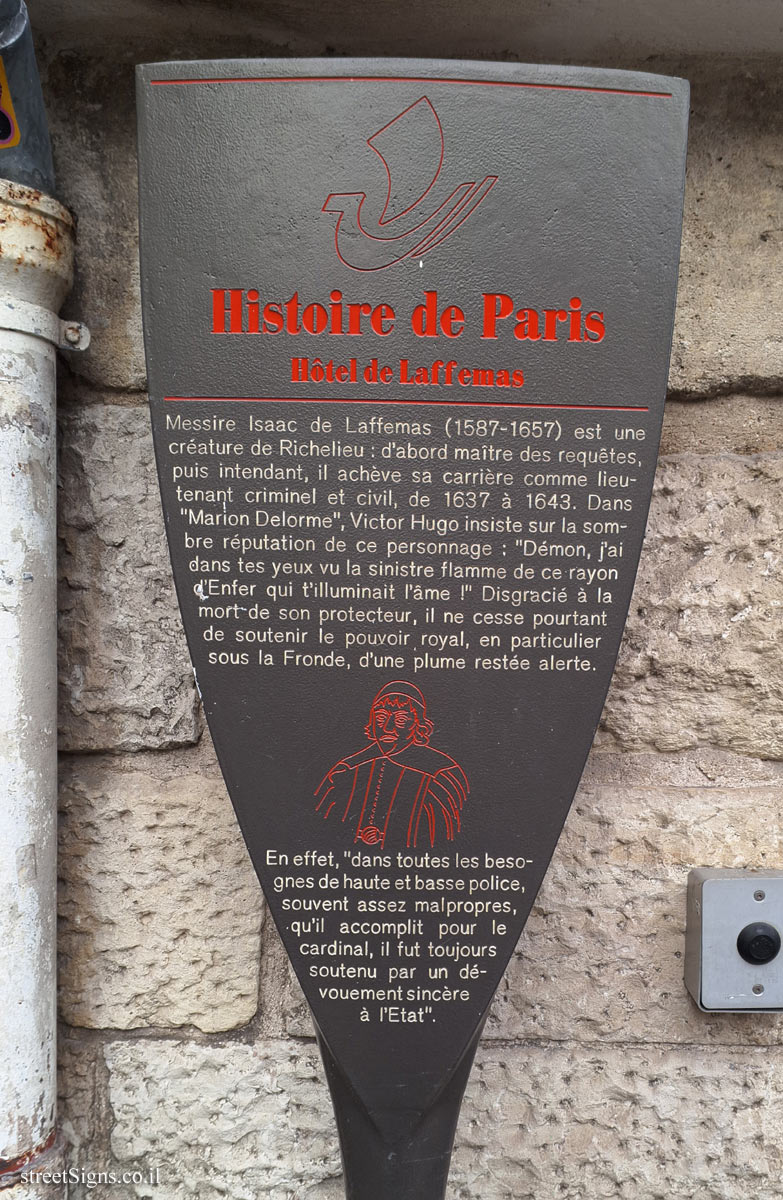 Histoire de Paris
Hôtel de Laffemas
Messire Isaac de Laffemas (1587-1657) est une
créature de Richelieu : d'abord maître des requêtes,
puis intendant, il achève sa carrière comme lieu-
tenant criminel et civil, de 1637 à 1643. Dans
"Marion Delorme", Victor Hugo insiste sur la som-
bre réputation de ce personnage : "Démon, j'ai
dans tes yeux vu la sinistre flamme de ce rayon
d'Enfer qui t'illuminait l'âme !" Disgracié à la
mort de son protecteur, il ne cesse pourtant
de soutenir le pouvoir royal, en particulier
sous la Fronde, d'une plume restée alerte.
En effet, "dans toutes les beso-
gnes de haute et basse police,
souvent assez malpropres,
qu'il accomplit pour le
cardinal, il fut toujours
soutenu par un dé-
vouement sincère
à l'Etat".
streetSigns.co.il